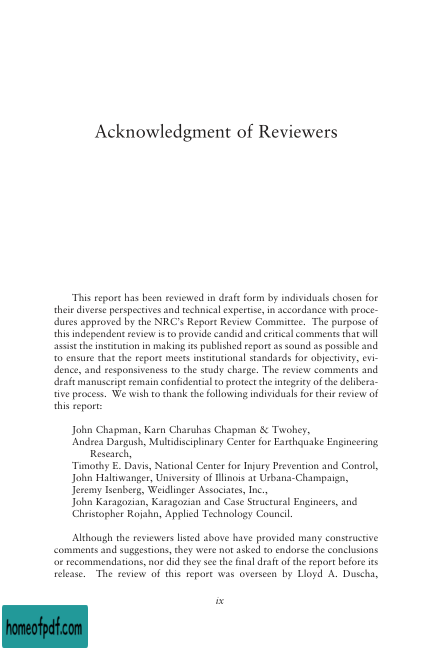 Acknowledgment of Reviewers
This report has been reviewed in draft form by individuals chosen for
their diverse perspectives and technical expertise, in accordance with proce-
dures approved by the NRC's Report Review Committee. The purpose of
this independent review is to provide candid and critical comments that will
assist the institution in making its published report as sound as possible and
to ensure that the report meets institutional standards for objectivity, evi-
dence, and responsiveness to the study charge. The review comments and
draft manuscript remain confidential to protect the integrity of the delibera-
tive process. We wish to thank the following individuals for their review of
this report:
John Chapman, Karn Charuhas Chapman & Twohey,
Andrea Dargush, Multidisciplinary Center for Earthquake Engineering
Research,
Timothy E. Davis, National Center for Injury Prevention and Control,
John Haltiwanger, University of Illinois at Urbana-Champaign,
Jeremy Isenberg, Weidlinger Associates, Inc.,
John Karagozian, Karagozian and Case Structural Engineers, and
Christopher Rojahn, Applied Technology Council.
Although the reviewers listed above have provided many constructive
comments and suggestions, they were not asked to endorse the conclusions
or recommendations, nor did they see the final draft of the report before its
release. The review of this report was overseen by Lloyd A. Duscha,
ix
homeofpdf.com